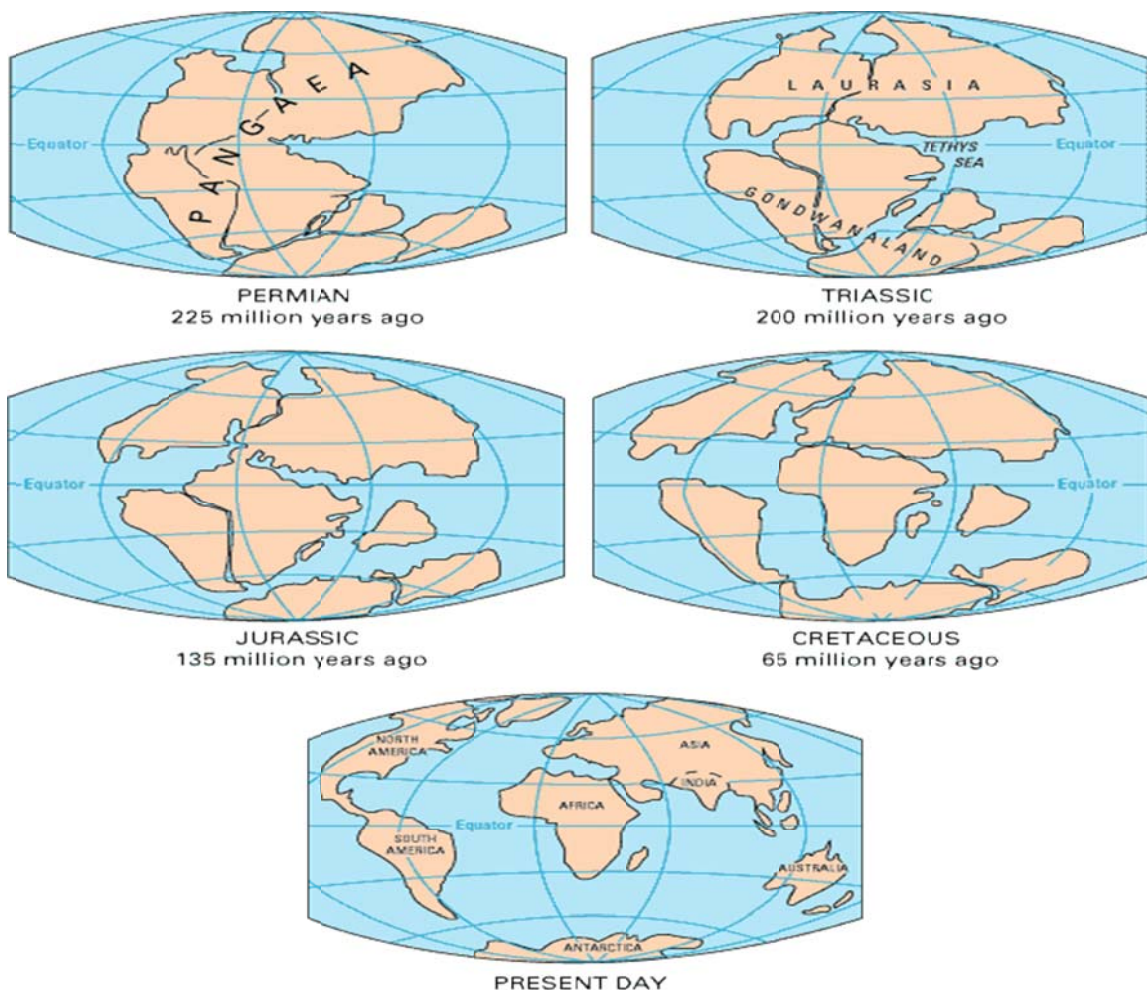 PANGAEA
Equator
PERMIAN
225 million years ago
LAURASIA
TETHYS
SEA
Equator
GONDWANALAND
TRIASSIC
200 million years ago
Equator
JURASSIC
135 million years ago
Equator
CRETACEOUS
65 million years ago
NORTH
AMERICA
ASIA
INDIA
AFRICA
Equator
SOUTH
AMERICA
AUSTRALIA
ANTARCTICA
PRESENT DAY